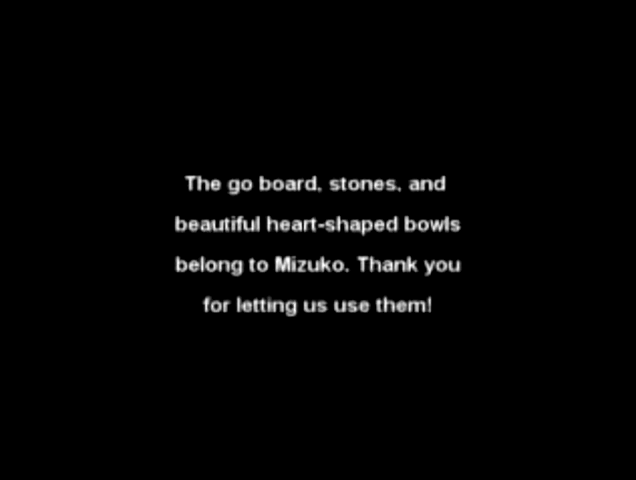 The go board, stones, and
beautiful heart-shaped bowls
belong to Mizuko. Thank you
for letting us use them!